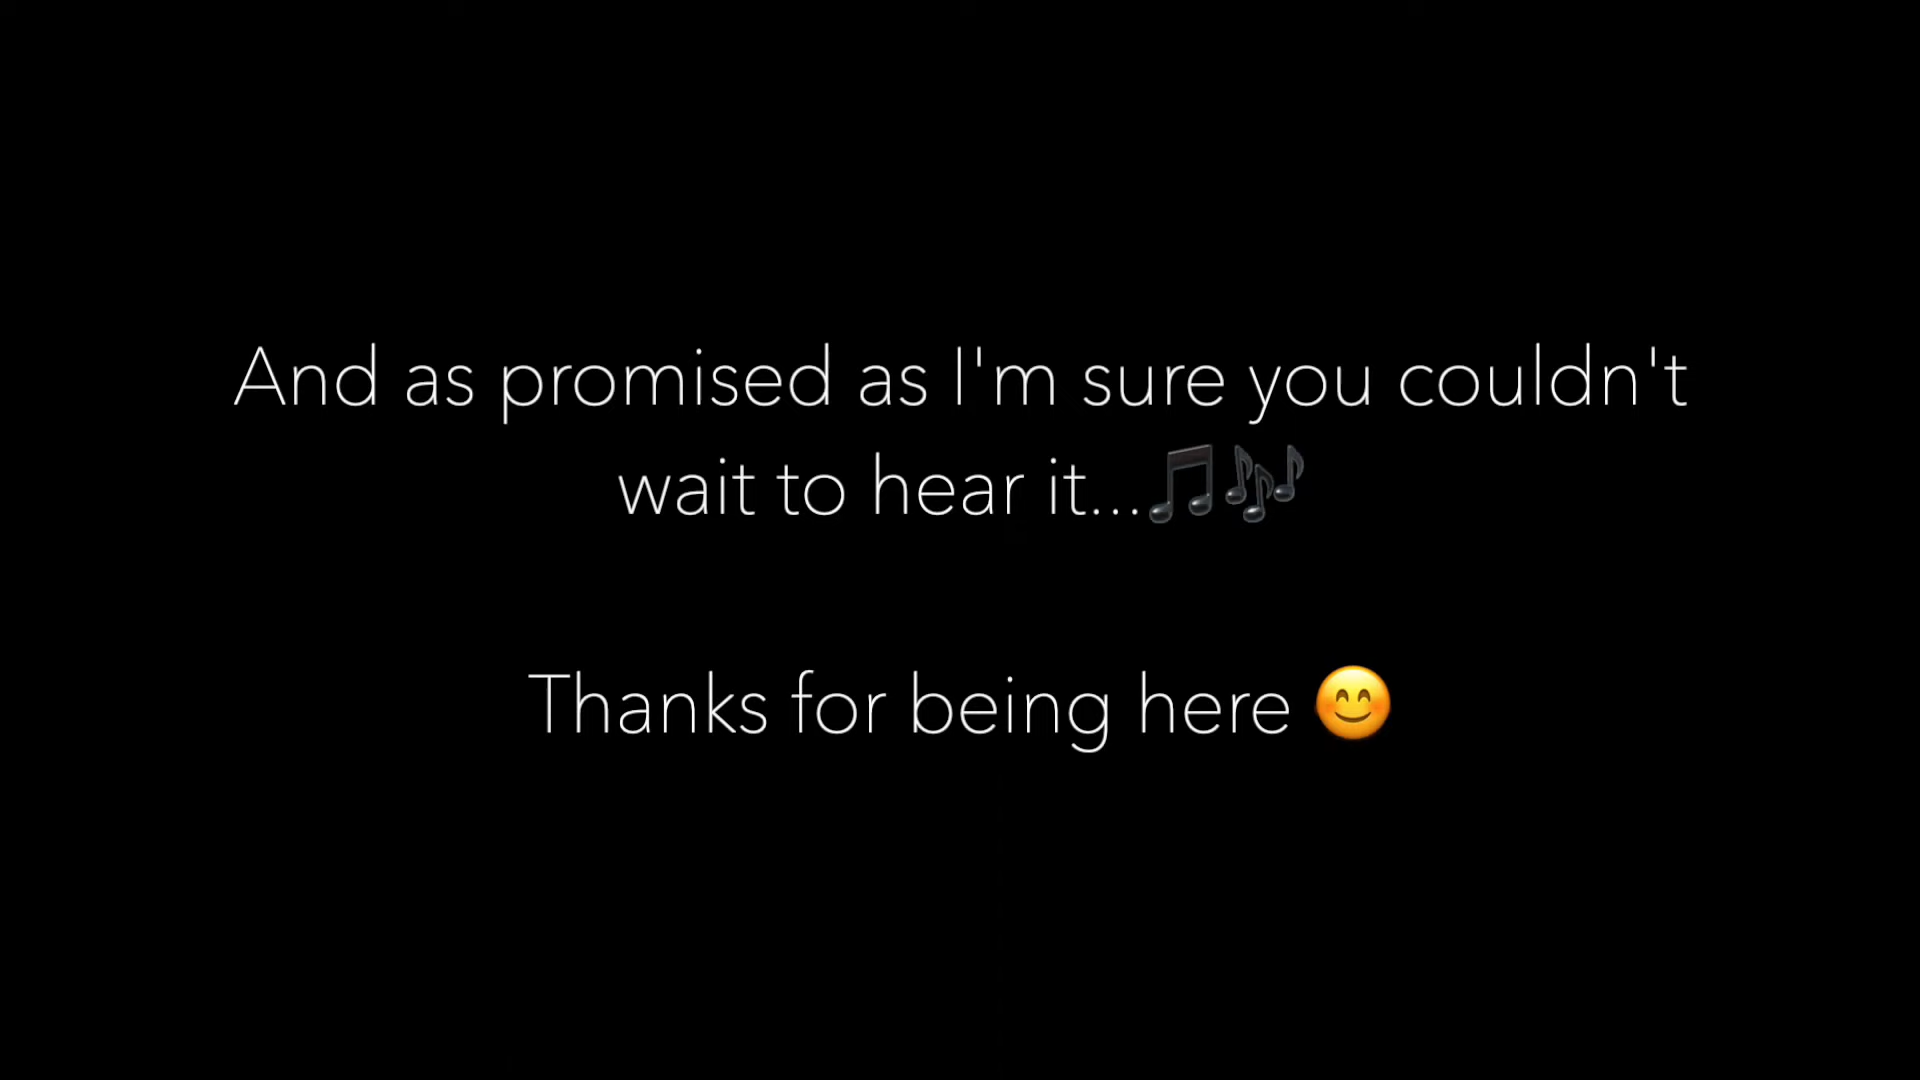 And as promised as I'm sure you couldn't
wait to hear it...🎵🎶
Thanks for being here 😊